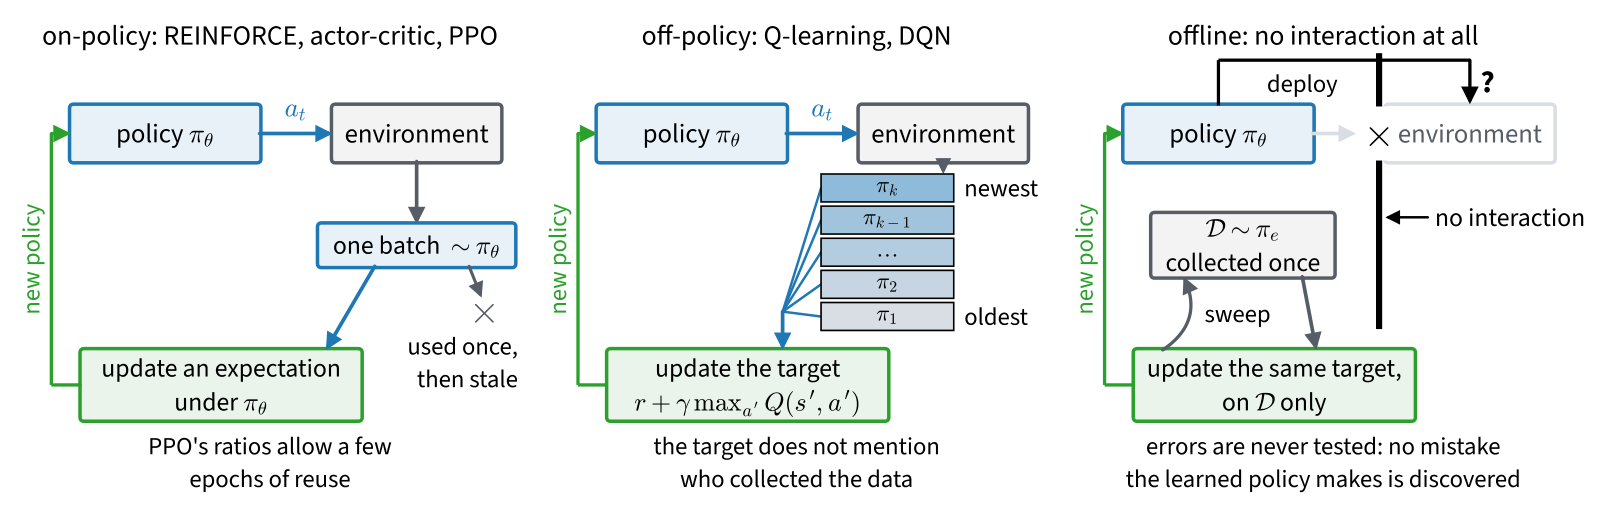 on-policy: REINFORCE, actor-critic, PPO
policy π_θ
a_t
environment
new policy
one batch ∼ π_θ
used once,
then stale
update an expectation
under π_θ
PPO's ratios allow a few
epochs of reuse
off-policy: Q-learning, DQN
policy π_θ
a_t
environment
new policy
π_k
newest
π_{k−1}
...
π_2
π_1
oldest
update the target
r + γ max_{a′} Q(s′, a′)
the target does not mention
who collected the data
offline: no interaction at all
deploy
?
policy π_θ
× environment
new policy
no interaction
𝒟 ∼ π_e
collected once
sweep
update the same target,
on 𝒟 only
errors are never tested: no mistake
the learned policy makes is discovered